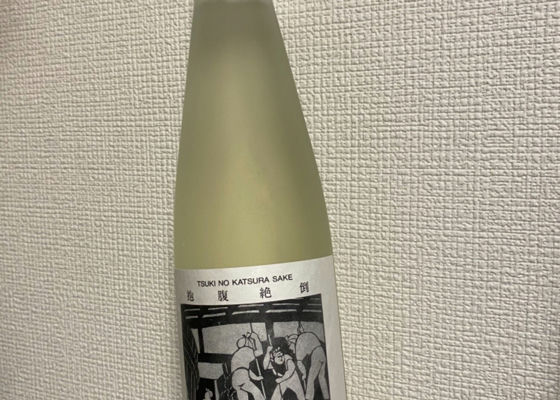 TSUKI NO KATSURA SAKE
抱腹絶倒